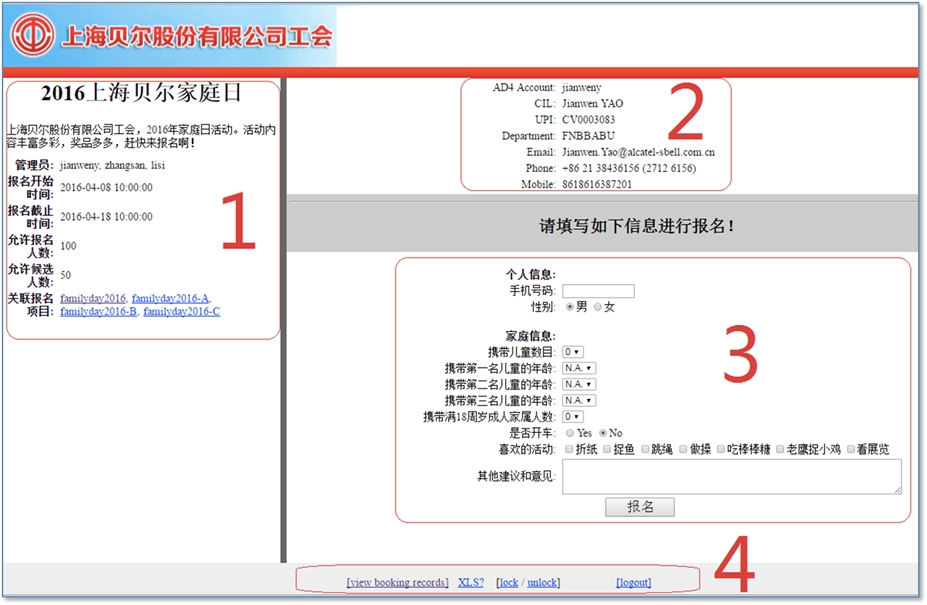 上海贝尔股份有限公司工会
2016上海贝尔家庭日
上海贝尔股份有限公司工会，2016年家庭日活动。活动内
容丰富多彩，奖品多多，赶快来报名啊！
管理员: jianweny, zhangsan, lisi
报名开始
时间: 2016-04-08 10:00:00
报名截止
时间: 2016-04-18 10:00:00
允许报名
人数: 100
允许候选
人数: 50
关联报名 familyday2016, familyday2016-A,
项目: familyday2016-B, familyday2016-C
1
AD4 Account: jianweny
CIL: Jianwen YAO
UPI: CV0003083
Department: FNBBABU
Email: Jianwen.Yao@alcatel-sbell.com.cn
Phone: +86 21 38436156 (2712 6156)
Mobile: 8618616387201
2
请填写如下信息进行报名！
个人信息:
手机号码:
性别: 男 女
家庭信息:
携带儿童数目: 0
携带第一名儿童的年龄: N.A.
携带第二名儿童的年龄: N.A.
携带第三名儿童的年龄: N.A.
携带满18周岁成人家属人数: 0
是否开车: Yes No
喜欢的活动: 折纸 捉鱼 跳绳 做操 吃棒棒糖 老鹰捉小鸡 看展览
其他建议和意见:
报名
3
[view booking records] XLS? [lock / unlock] [logout]
4